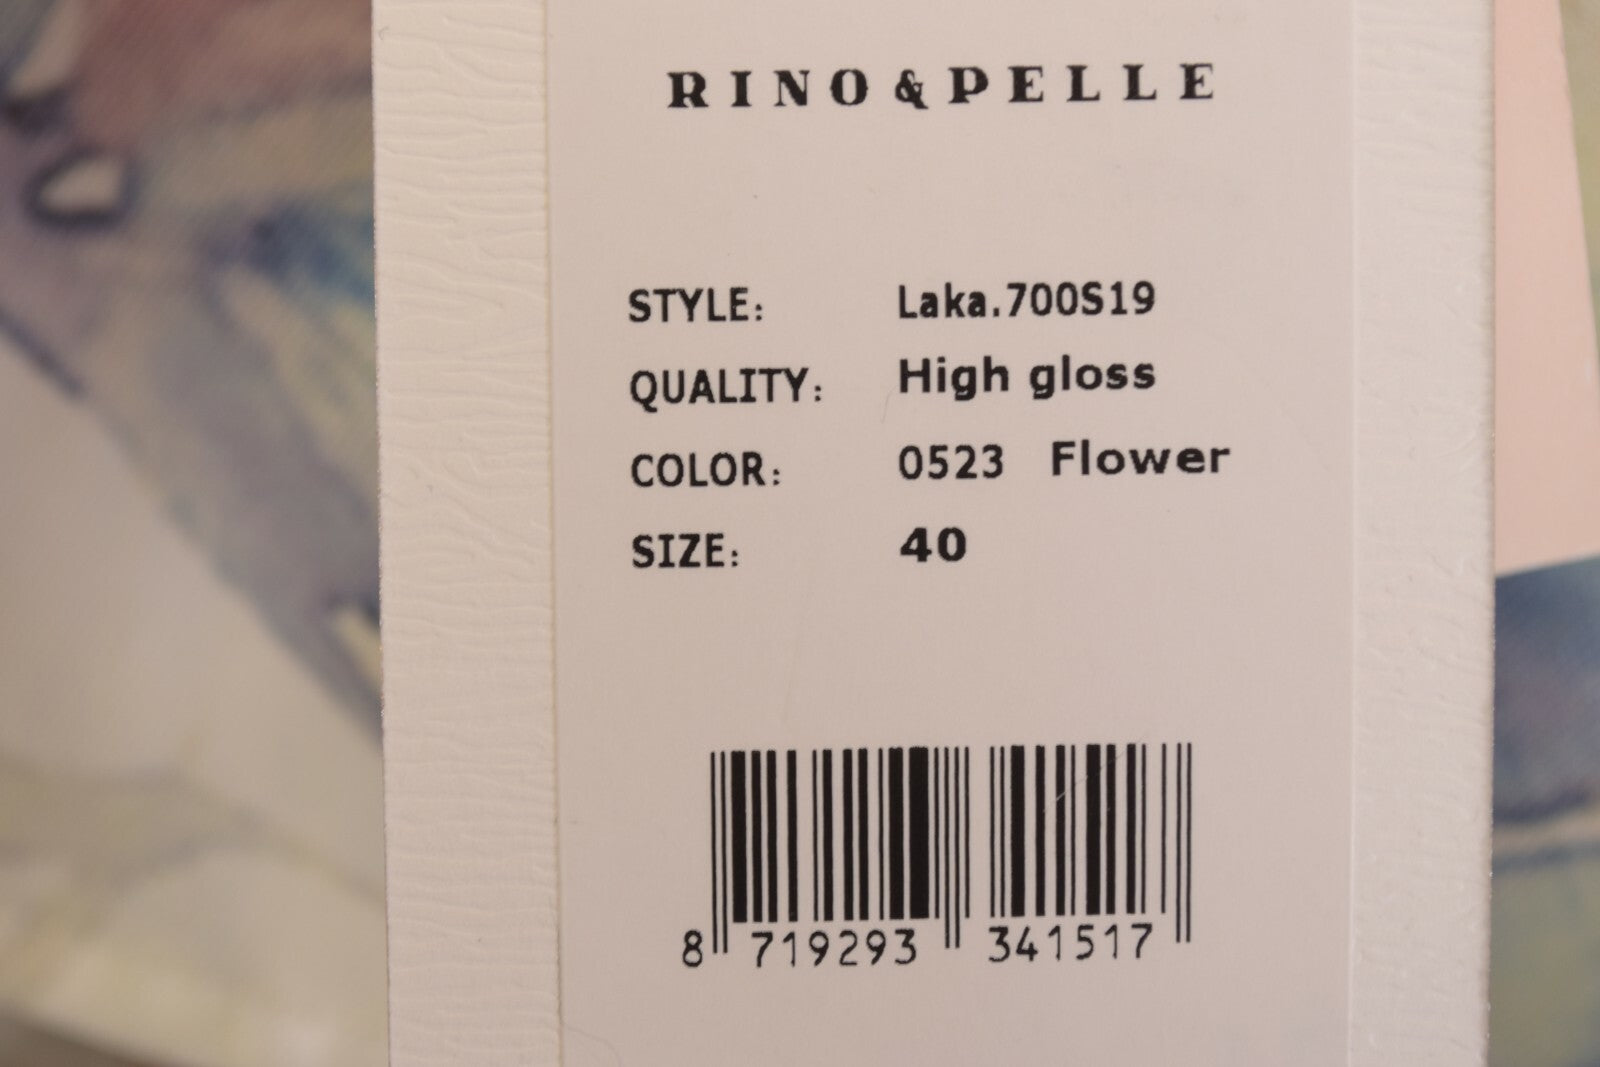 RINO & PELLE
STYLE: Laka.700S19
QUALITY: High gloss
COLOR: 0523 Flower
SIZE: 40
8 719293 341517